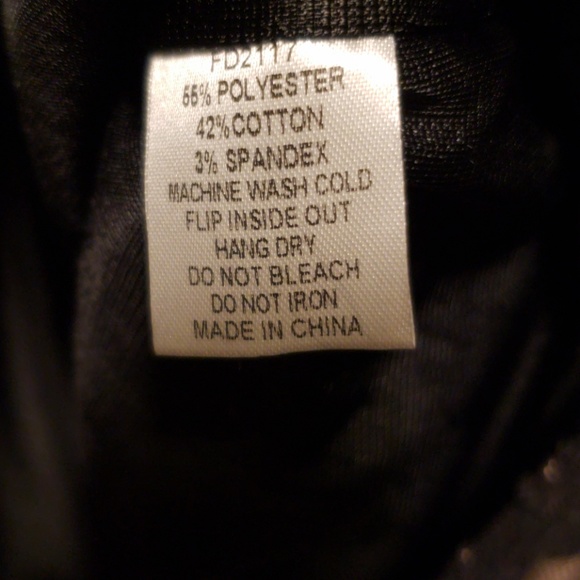 FD2117
55% POLYESTER
42%COTTON
3% SPANDEX
MACHINE WASH COLD
FLIP INSIDE OUT
HANG DRY
DO NOT BLEACH
DO NOT IRON
MADE IN CHINA